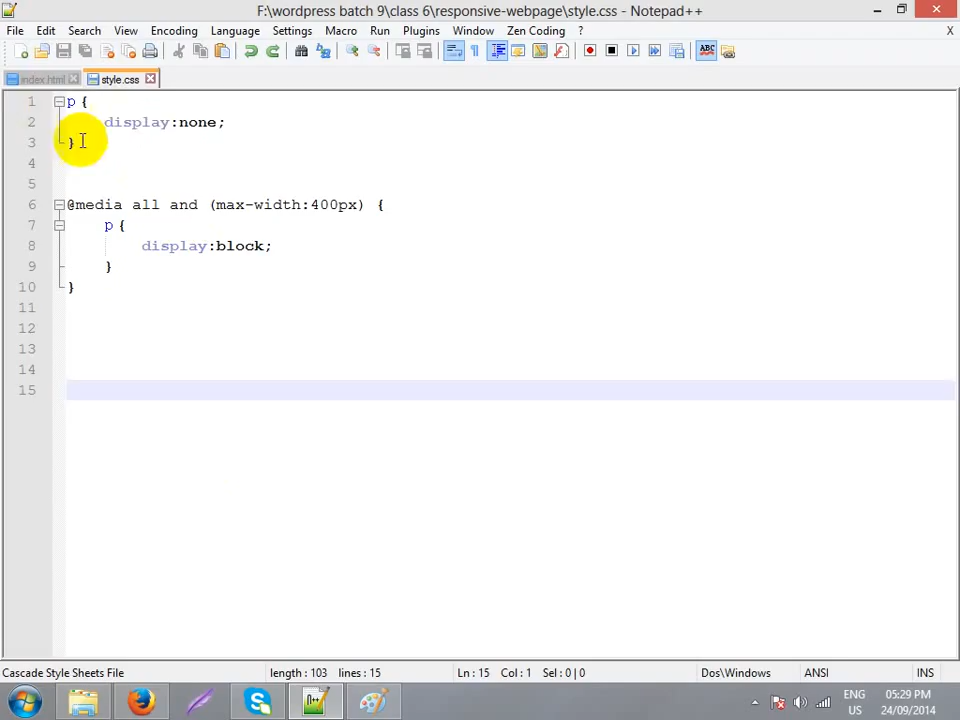 F:\wordpress batch 9\class 6\responsive-webpage\style.css - Notepad++
File Edit Search View Encoding Language Settings Macro Run Plugins Window Zen Coding ? X
index.html style.css
1 p {
2 display:none;
3 }
4
5
6 @media all and (max-width:400px) {
7 p {
8 display:block;
9 }
10 }
11
12
13
14
15
Cascade Style Sheets File length : 103 lines : 15 Ln : 15 Col : 1 Sel : 0 | 0 Dos\Windows ANSI INS
ENG 05:29 PM
US 24/09/2014